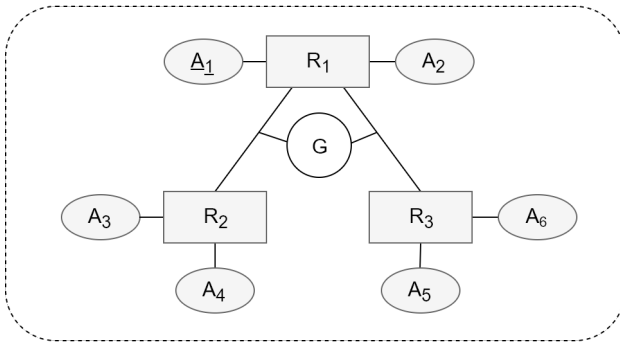 A₁ R₁ A₂
G
A₃ R₂ R₃ A₆
A₄ A₅